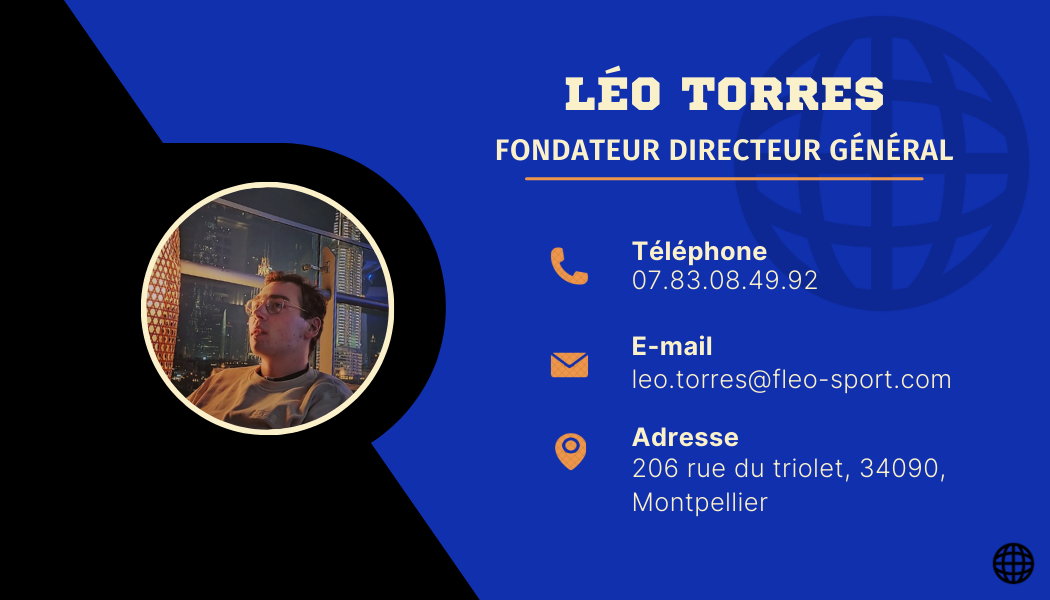 LÉO TORRES
FONDATEUR DIRECTEUR GÉNÉRAL
Téléphone
07.83.08.49.92
E-mail
leo.torres@fleo-sport.com
Adresse
206 rue du triolet, 34090,
Montpellier